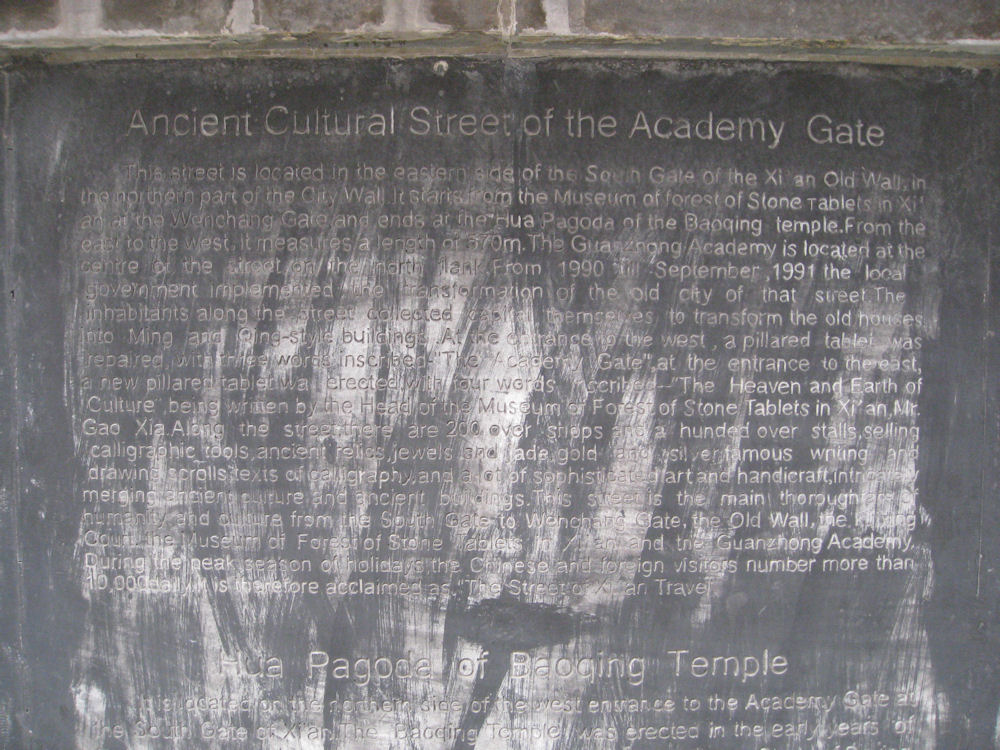 Ancient Cultural Street of the Academy Gate
This street is located in the eastern side of the South Gate of the Xi'an Old Wall, in
the northern part of the City Wall. It starts from the Museum of forest of Stone Tablets in Xi'
an at the Wenchang Gate and ends at the Hua Pagoda of the Baoqing temple. From the
east to the west, it measures a length of 570m. The Guanzhong Academy is located at the
centre of the street on the north From 1990 till September, 1991 the local
government implemented the transformation of the old city of that street. The
inhabitants along the street collected themselves to transform the old houses
into Ming and Qing-style buildings. At the entrance to the west, a pillared tablet was
repaired with three words inscribed-"The Academy Gate", at the entrance to the east,
a new pillared tablet was erected with four words inscribed--"The Heaven and Earth of
Culture", being written by the Head of the Museum of Forest of Stone Tablets in Xi'an, Mr.
Gao Xia. Along the street there are 200 over shops and a hunded over stalls, selling
calligraphic tools, ancient relics, jewels and jade, gold and silver, famous writing and
drawing scrolls, texts of calligraphy, and a lot of sophisticated art and handicraft,
merging ancient culture and ancient buildings. This street is the main thoroughfare of
humanity and culture from the South Gate to Wenchang Gate, the Old Wall, the
Court, the Museum of Forest of Stone Tablets in Xi'an and the Guanzhong Academy.
During the peak season of holidays the Chinese and foreign visitors number more than
10,000 daily. It is therefore acclaimed as "The Street of Xi'an Travel"
Hua Pagoda of Baoqing Temple
It is located on the northern side of the west entrance to the Academy Gate at
the South Gate of Xi'an. The Baoqing Temple was erected in the early years of